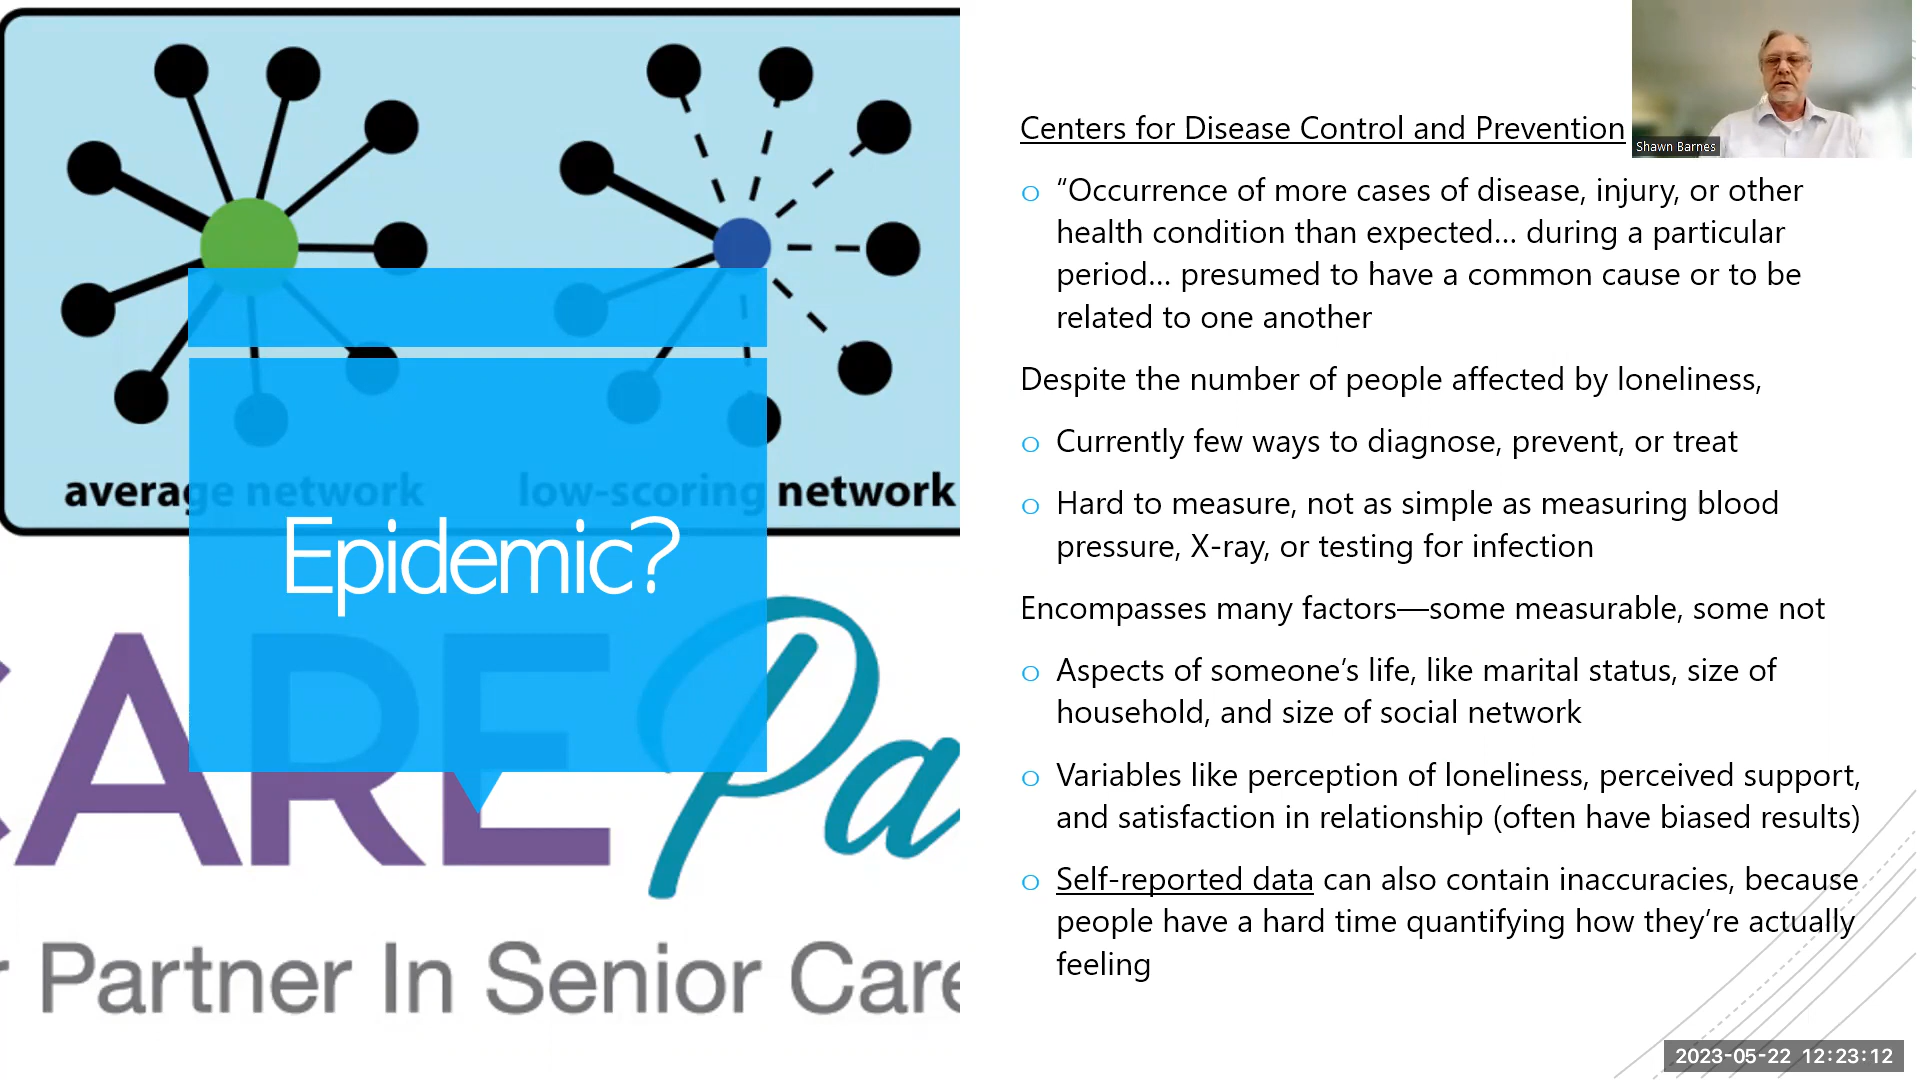 average network
low-scoring network
Epidemic?
CARE Pa
r Partner In Senior Care
Centers for Disease Control and Prevention
Shawn Barnes
o “Occurrence of more cases of disease, injury, or other
health condition than expected... during a particular
period... presumed to have a common cause or to be
related to one another
Despite the number of people affected by loneliness,
o Currently few ways to diagnose, prevent, or treat
o Hard to measure, not as simple as measuring blood
pressure, X-ray, or testing for infection
Encompasses many factors—some measurable, some not
o Aspects of someone’s life, like marital status, size of
household, and size of social network
o Variables like perception of loneliness, perceived support,
and satisfaction in relationship (often have biased results)
o Self-reported data can also contain inaccuracies, because
people have a hard time quantifying how they’re actually
feeling
2023-05-22 12:23:12